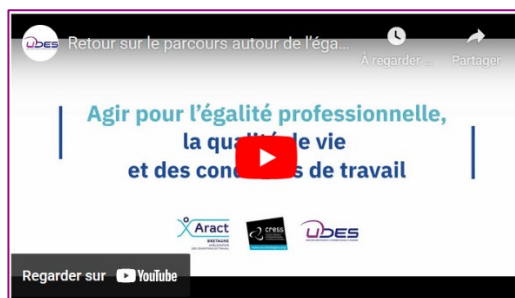 UDES
Retour sur le parcours autour de l'éga...
À regarder ...
Partager
Agir pour l'égalité professionnelle,
la qualité de vie
et des conditions de travail
Aract
BRETAGNE
cress
UDES
Regarder sur YouTube